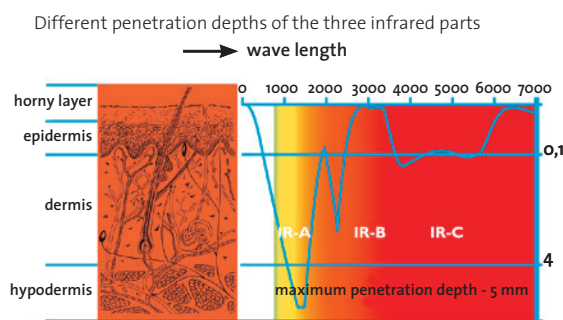 Different penetration depths of the three infrared parts
wave length
0 1000 2000 3000 4000 5000 6000 7000
horny layer
epidermis
0,1
dermis
IR-A IR-B IR-C
4
hypodermis
maximum penetration depth - 5 mm